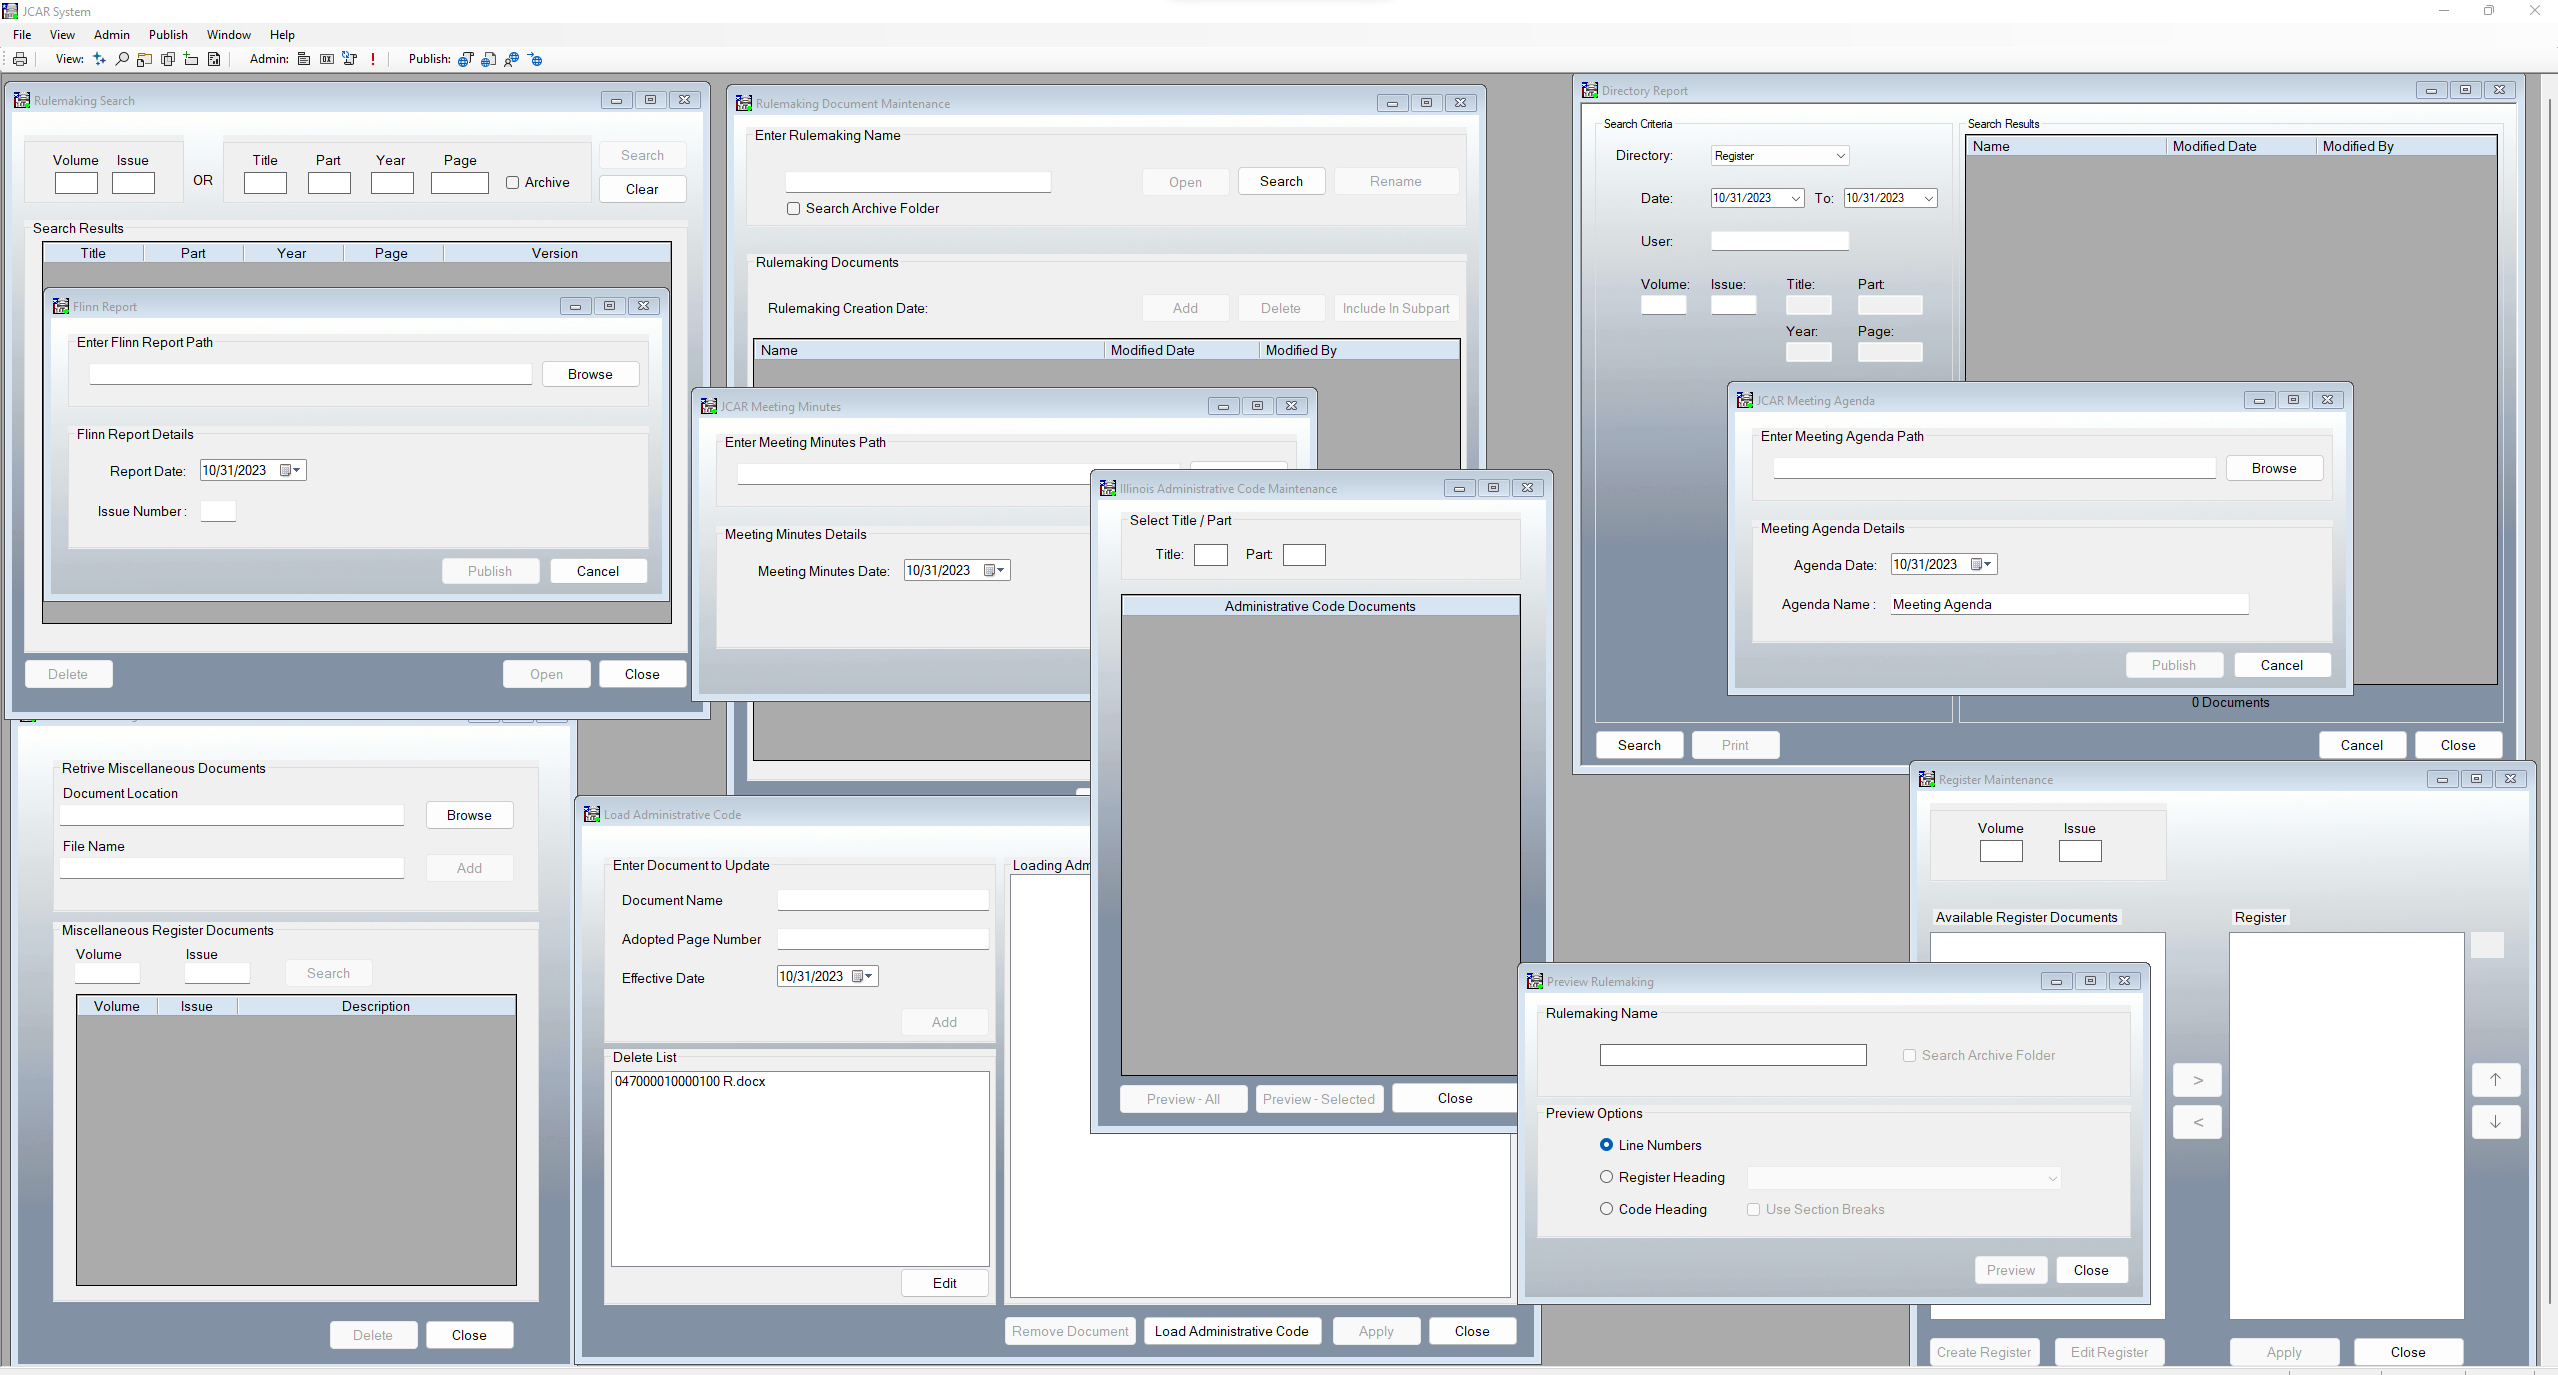 JCAR System
File View Admin Publish Window Help
View: Admin: Publish:
Rulemaking Search
Volume Issue
OR
Title Part Year Page
Archive
Search
Clear
Search Results
Title Part Year Page Version
Flinn Report
Enter Flinn Report Path
Browse
Flinn Report Details
Report Date: 10/31/2023
Issue Number:
Publish Cancel
Delete Open Close
Rulemaking Document Maintenance
Enter Rulemaking Name
Open Search Rename
Search Archive Folder
Rulemaking Documents
Rulemaking Creation Date:
Add Delete Include In Subpart
Name Modified Date Modified By
JCAR Meeting Minutes
Enter Meeting Minutes Path
Meeting Minutes Details
Meeting Minutes Date: 10/31/2023
Illinois Administrative Code Maintenance
Select Title / Part
Title: Part:
Administrative Code Documents
Preview - All Preview - Selected Close
Directory Report
Search Criteria
Directory: Register
Date: 10/31/2023 To: 10/31/2023
User:
Volume: Issue: Title: Part:
Year: Page:
Search Results
Name Modified Date Modified By
JCAR Meeting Agenda
Enter Meeting Agenda Path
Browse
Meeting Agenda Details
Agenda Date: 10/31/2023
Agenda Name: Meeting Agenda
Publish Cancel
0 Documents
Search Print Cancel Close
Retrive Miscellaneous Documents
Document Location
Browse
File Name
Add
Miscellaneous Register Documents
Volume Issue
Search
Volume Issue Description
Delete Close
Load Administrative Code
Enter Document to Update
Document Name
Adopted Page Number
Effective Date 10/31/2023
Add
Delete List
047000010000100 R.docx
Edit
Loading Adm
Remove Document Load Administrative Code Apply Close
Register Maintenance
Volume Issue
Available Register Documents Register
>
<
Create Register Edit Register Apply Close
Preview Rulemaking
Rulemaking Name
Search Archive Folder
Preview Options
Line Numbers
Register Heading
Code Heading Use Section Breaks
Preview Close